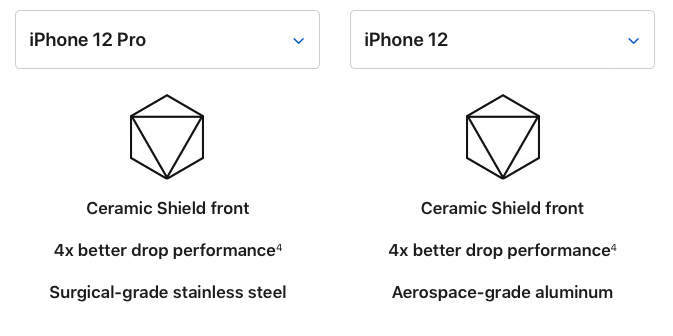 iPhone 12 Pro
iPhone 12
Ceramic Shield front
Ceramic Shield front
4x better drop performance⁴
4x better drop performance⁴
Surgical-grade stainless steel
Aerospace-grade aluminum